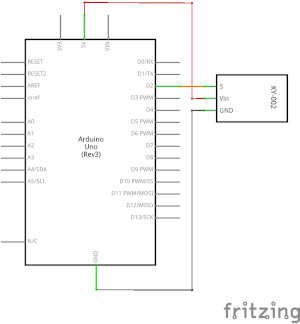 3V3
5V
VIN
RESET
RESET2
AREF
ioref
A0
A1
A2
A3
A4/SDA
A5/SCL
N/C
Arduino
Uno
(Rev3)
D0/RX
D1/TX
D2
D3 PWM
D4
D5 PWM
D6 PWM
D7
D8
D9 PWM
D10 PWM/SS
D11 PWM/MOSI
D12/MISO
D13/SCK
GND
S
Vin
GND
KY-002
fritzing